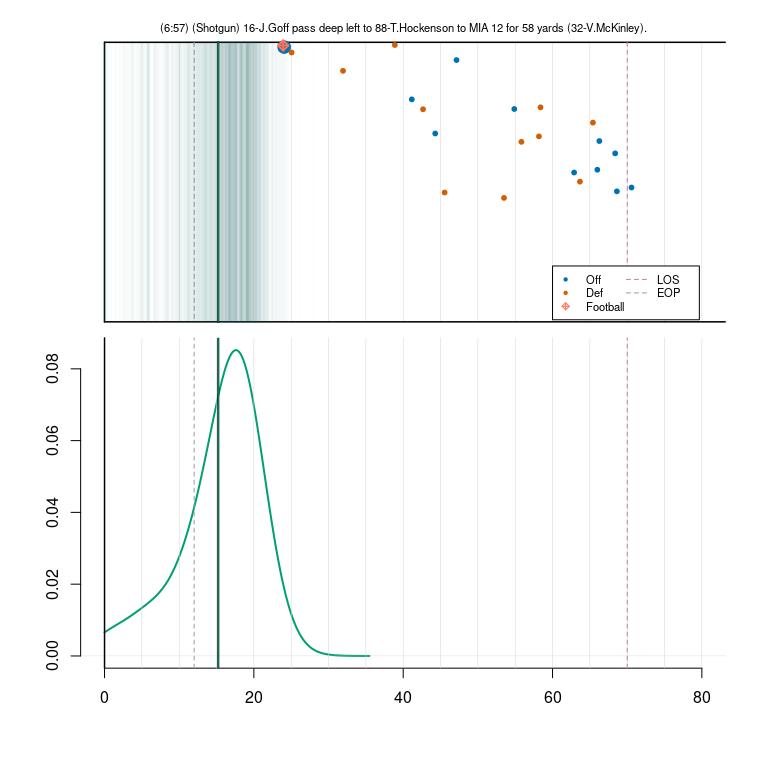 (6:57) (Shotgun) 16-J.Goff pass deep left to 88-T.Hockenson to MIA 12 for 58 yards (32-V.McKinley).
Off LOS
Def EOP
Football
0.08
0.06
0.04
0.02
0.00
0 20 40 60 80